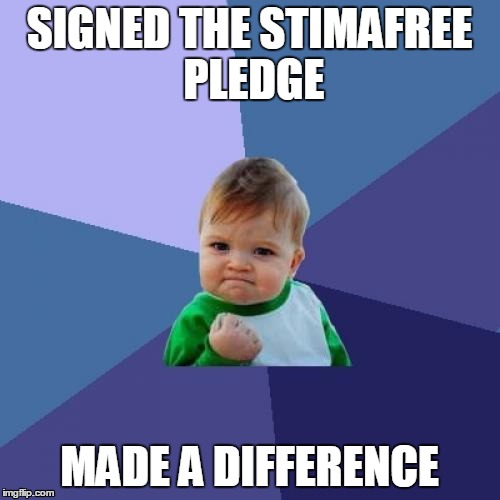 SIGNED THE STIMAFREE
PLEDGE
MADE A DIFFERENCE
imgflip.com